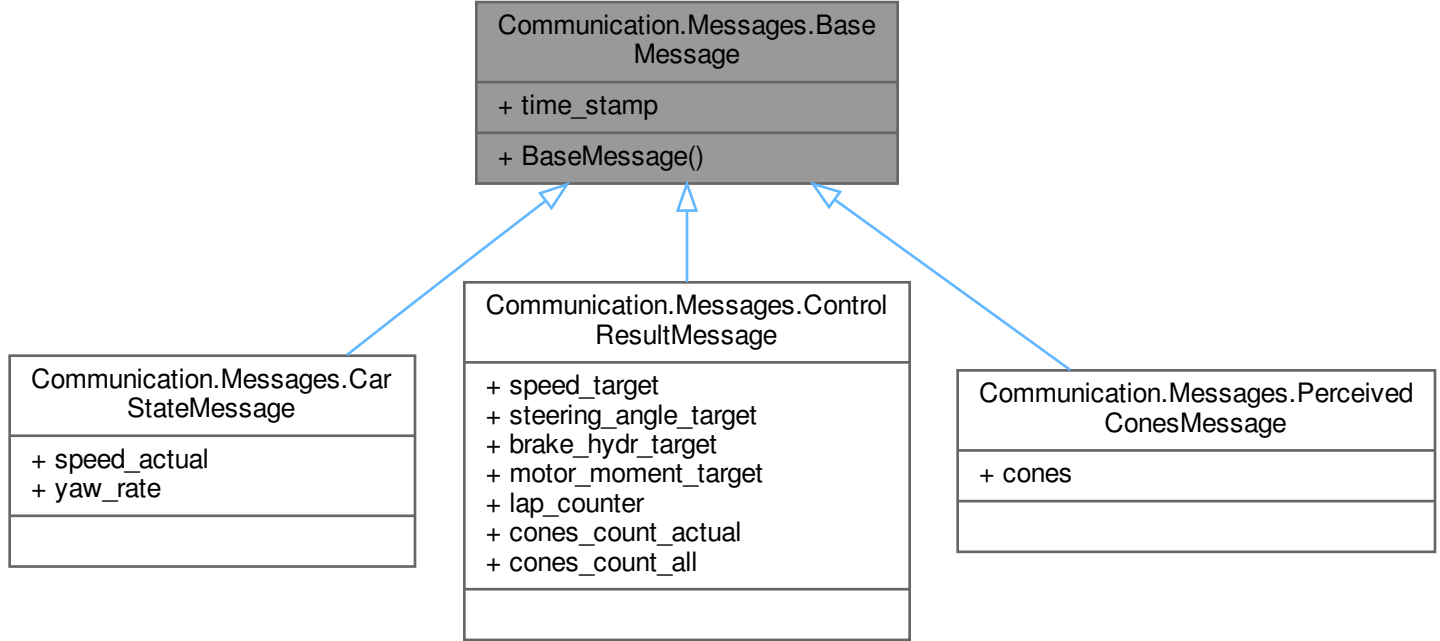 Communication.Messages.Base
Message
+ time_stamp
+ BaseMessage()
Communication.Messages.Car
StateMessage
+ speed_actual
+ yaw_rate
Communication.Messages.Control
ResultMessage
+ speed_target
+ steering_angle_target
+ brake_hydr_target
+ motor_moment_target
+ lap_counter
+ cones_count_actual
+ cones_count_all
Communication.Messages.Perceived
ConesMessage
+ cones